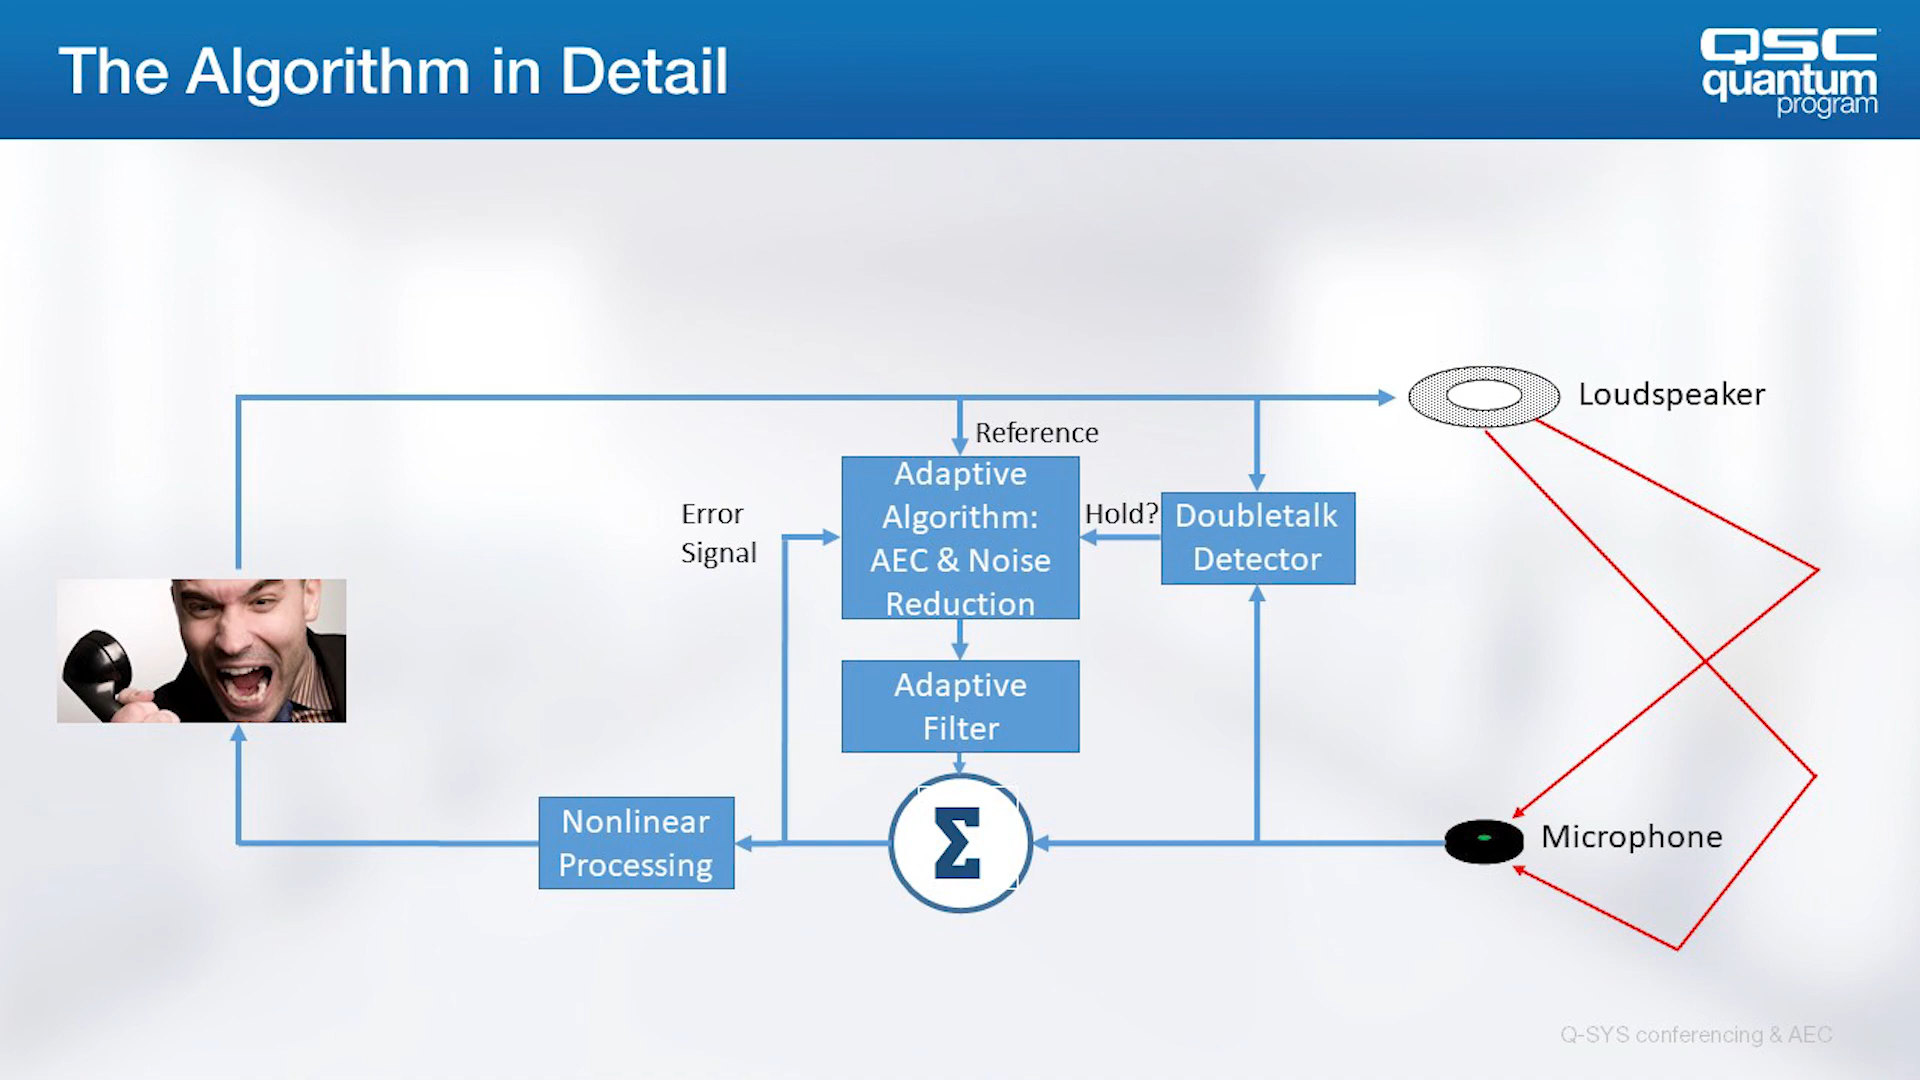 The Algorithm in Detail
QSC
quantum
program
Loudspeaker
Reference
Adaptive
Algorithm:
AEC & Noise
Reduction
Error
Signal
Hold?
Doubletalk
Detector
Adaptive
Filter
Nonlinear
Processing
Σ
Microphone
Q-SYS conferencing & AEC